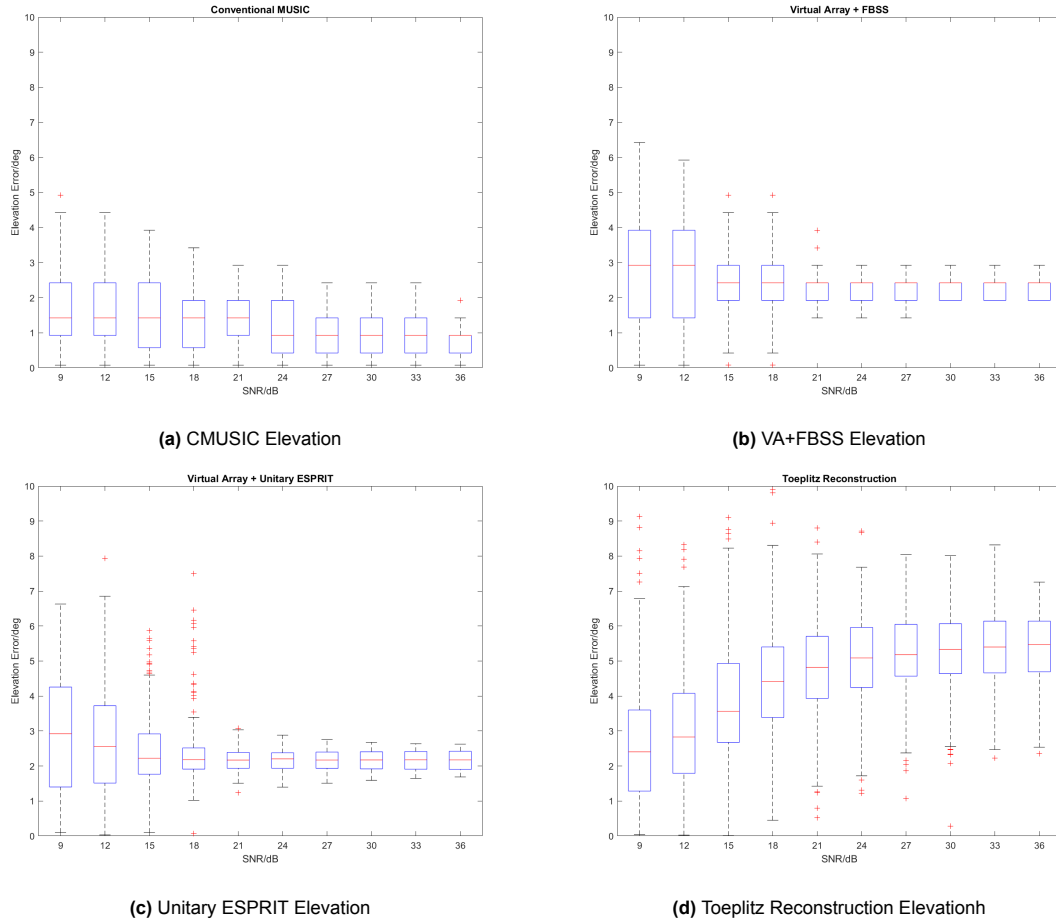 Conventional MUSIC
10
9
8
7
6
5
4
3
2
1
0
Elevation Error/deg
9 12 15 18 21 24 27 30 33 36
SNR/dB
(a) CMUSIC Elevation
Virtual Array + FBSS
10
9
8
7
6
5
4
3
2
1
0
Elevation Error/deg
9 12 15 18 21 24 27 30 33 36
SNR/dB
(b) VA+FBSS Elevation
Virtual Array + Unitary ESPRIT
10
9
8
7
6
5
4
3
2
1
0
Elevation Error/deg
9 12 15 18 21 24 27 30 33 36
SNR/dB
(c) Unitary ESPRIT Elevation
Toeplitz Reconstruction
10
9
8
7
6
5
4
3
2
1
0
Elevation Error/deg
9 12 15 18 21 24 27 30 33 36
SNR/dB
(d) Toeplitz Reconstruction Elevationh